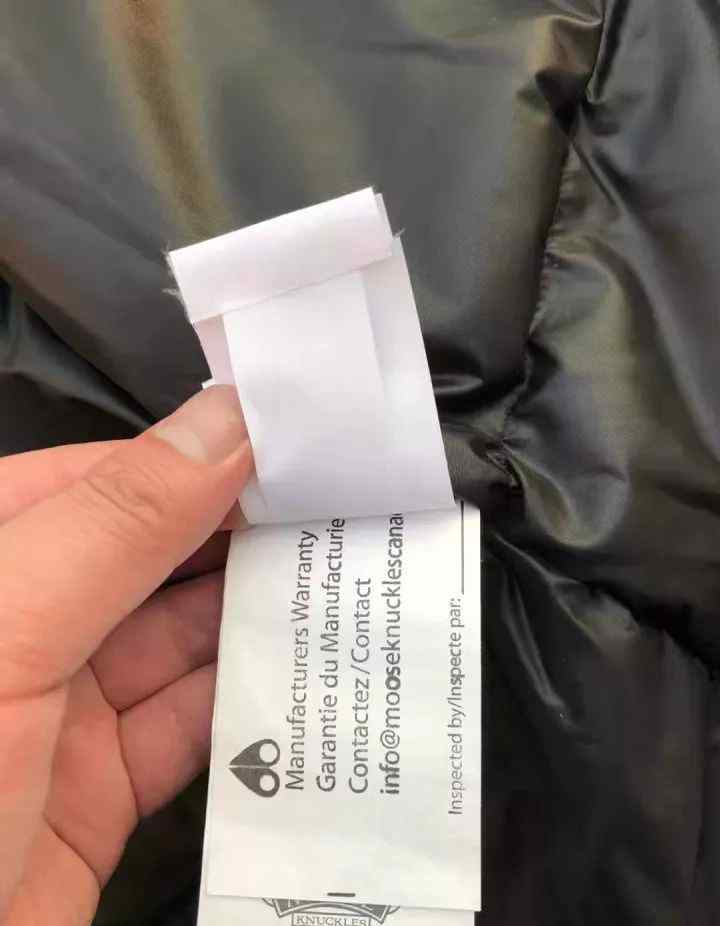 Manufacturers Warranty
Garantie du Manufacturie
Contactez/Contact
info@mooseknucklescana
Inspected by/Inspecte par:
KNUCKLES